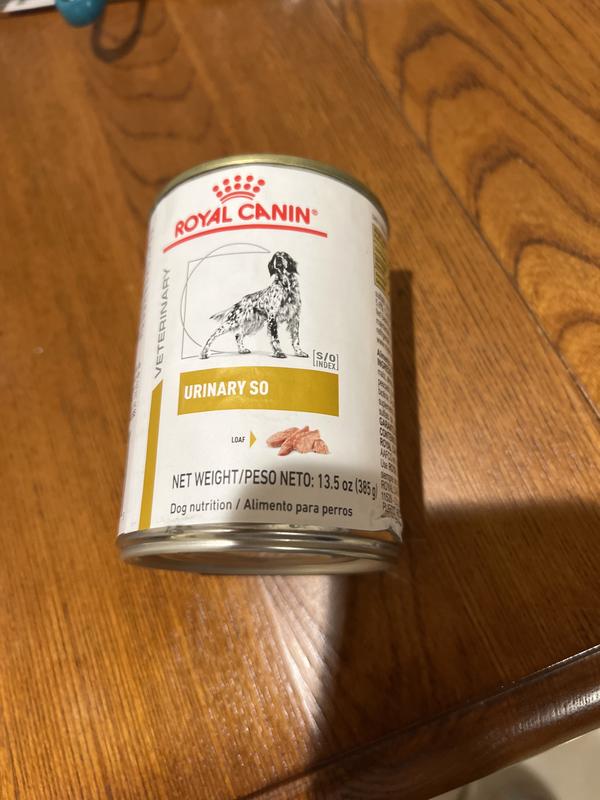 ROYAL CANIN®
VETERINARY
[S/O]
INDEX
URINARY SO
LOAF
NET WEIGHT/PESO NETO: 13.5 oz (385 g)
Dog nutrition / Alimento para perros